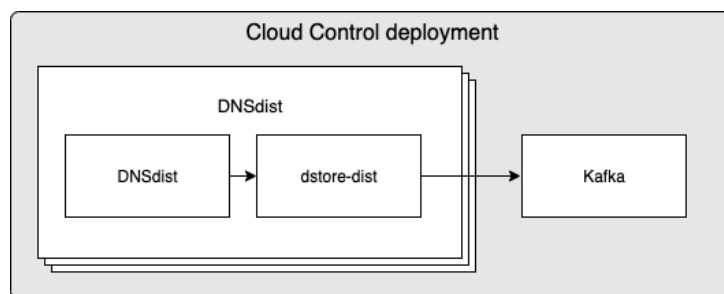 Cloud Control deployment
DNSdist
DNSdist
dstore-dist
Kafka